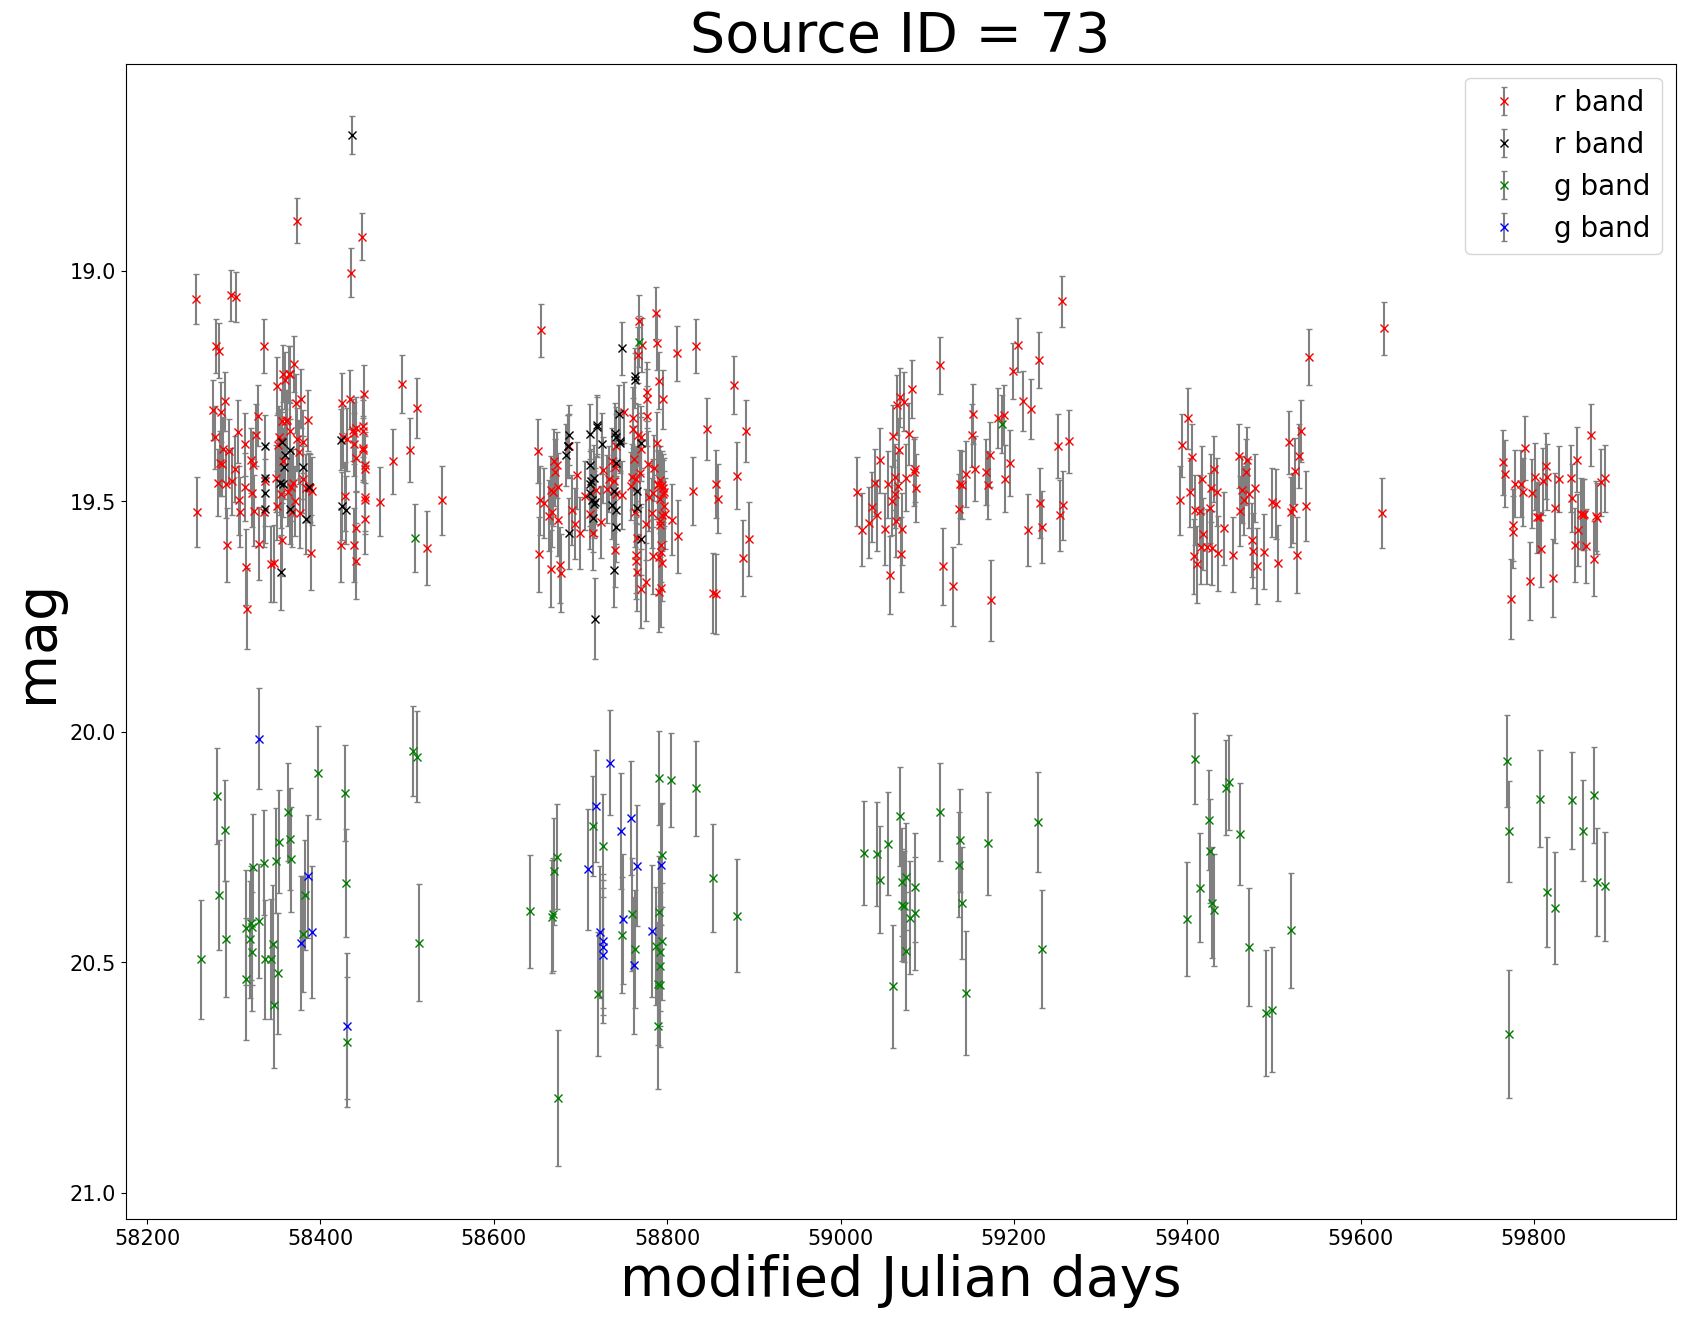 Source ID = 73
r band
r band
g band
g band
19.0
19.5
20.0
20.5
21.0
mag
58200 58400 58600 58800 59000 59200 59400 59600 59800
modified Julian days